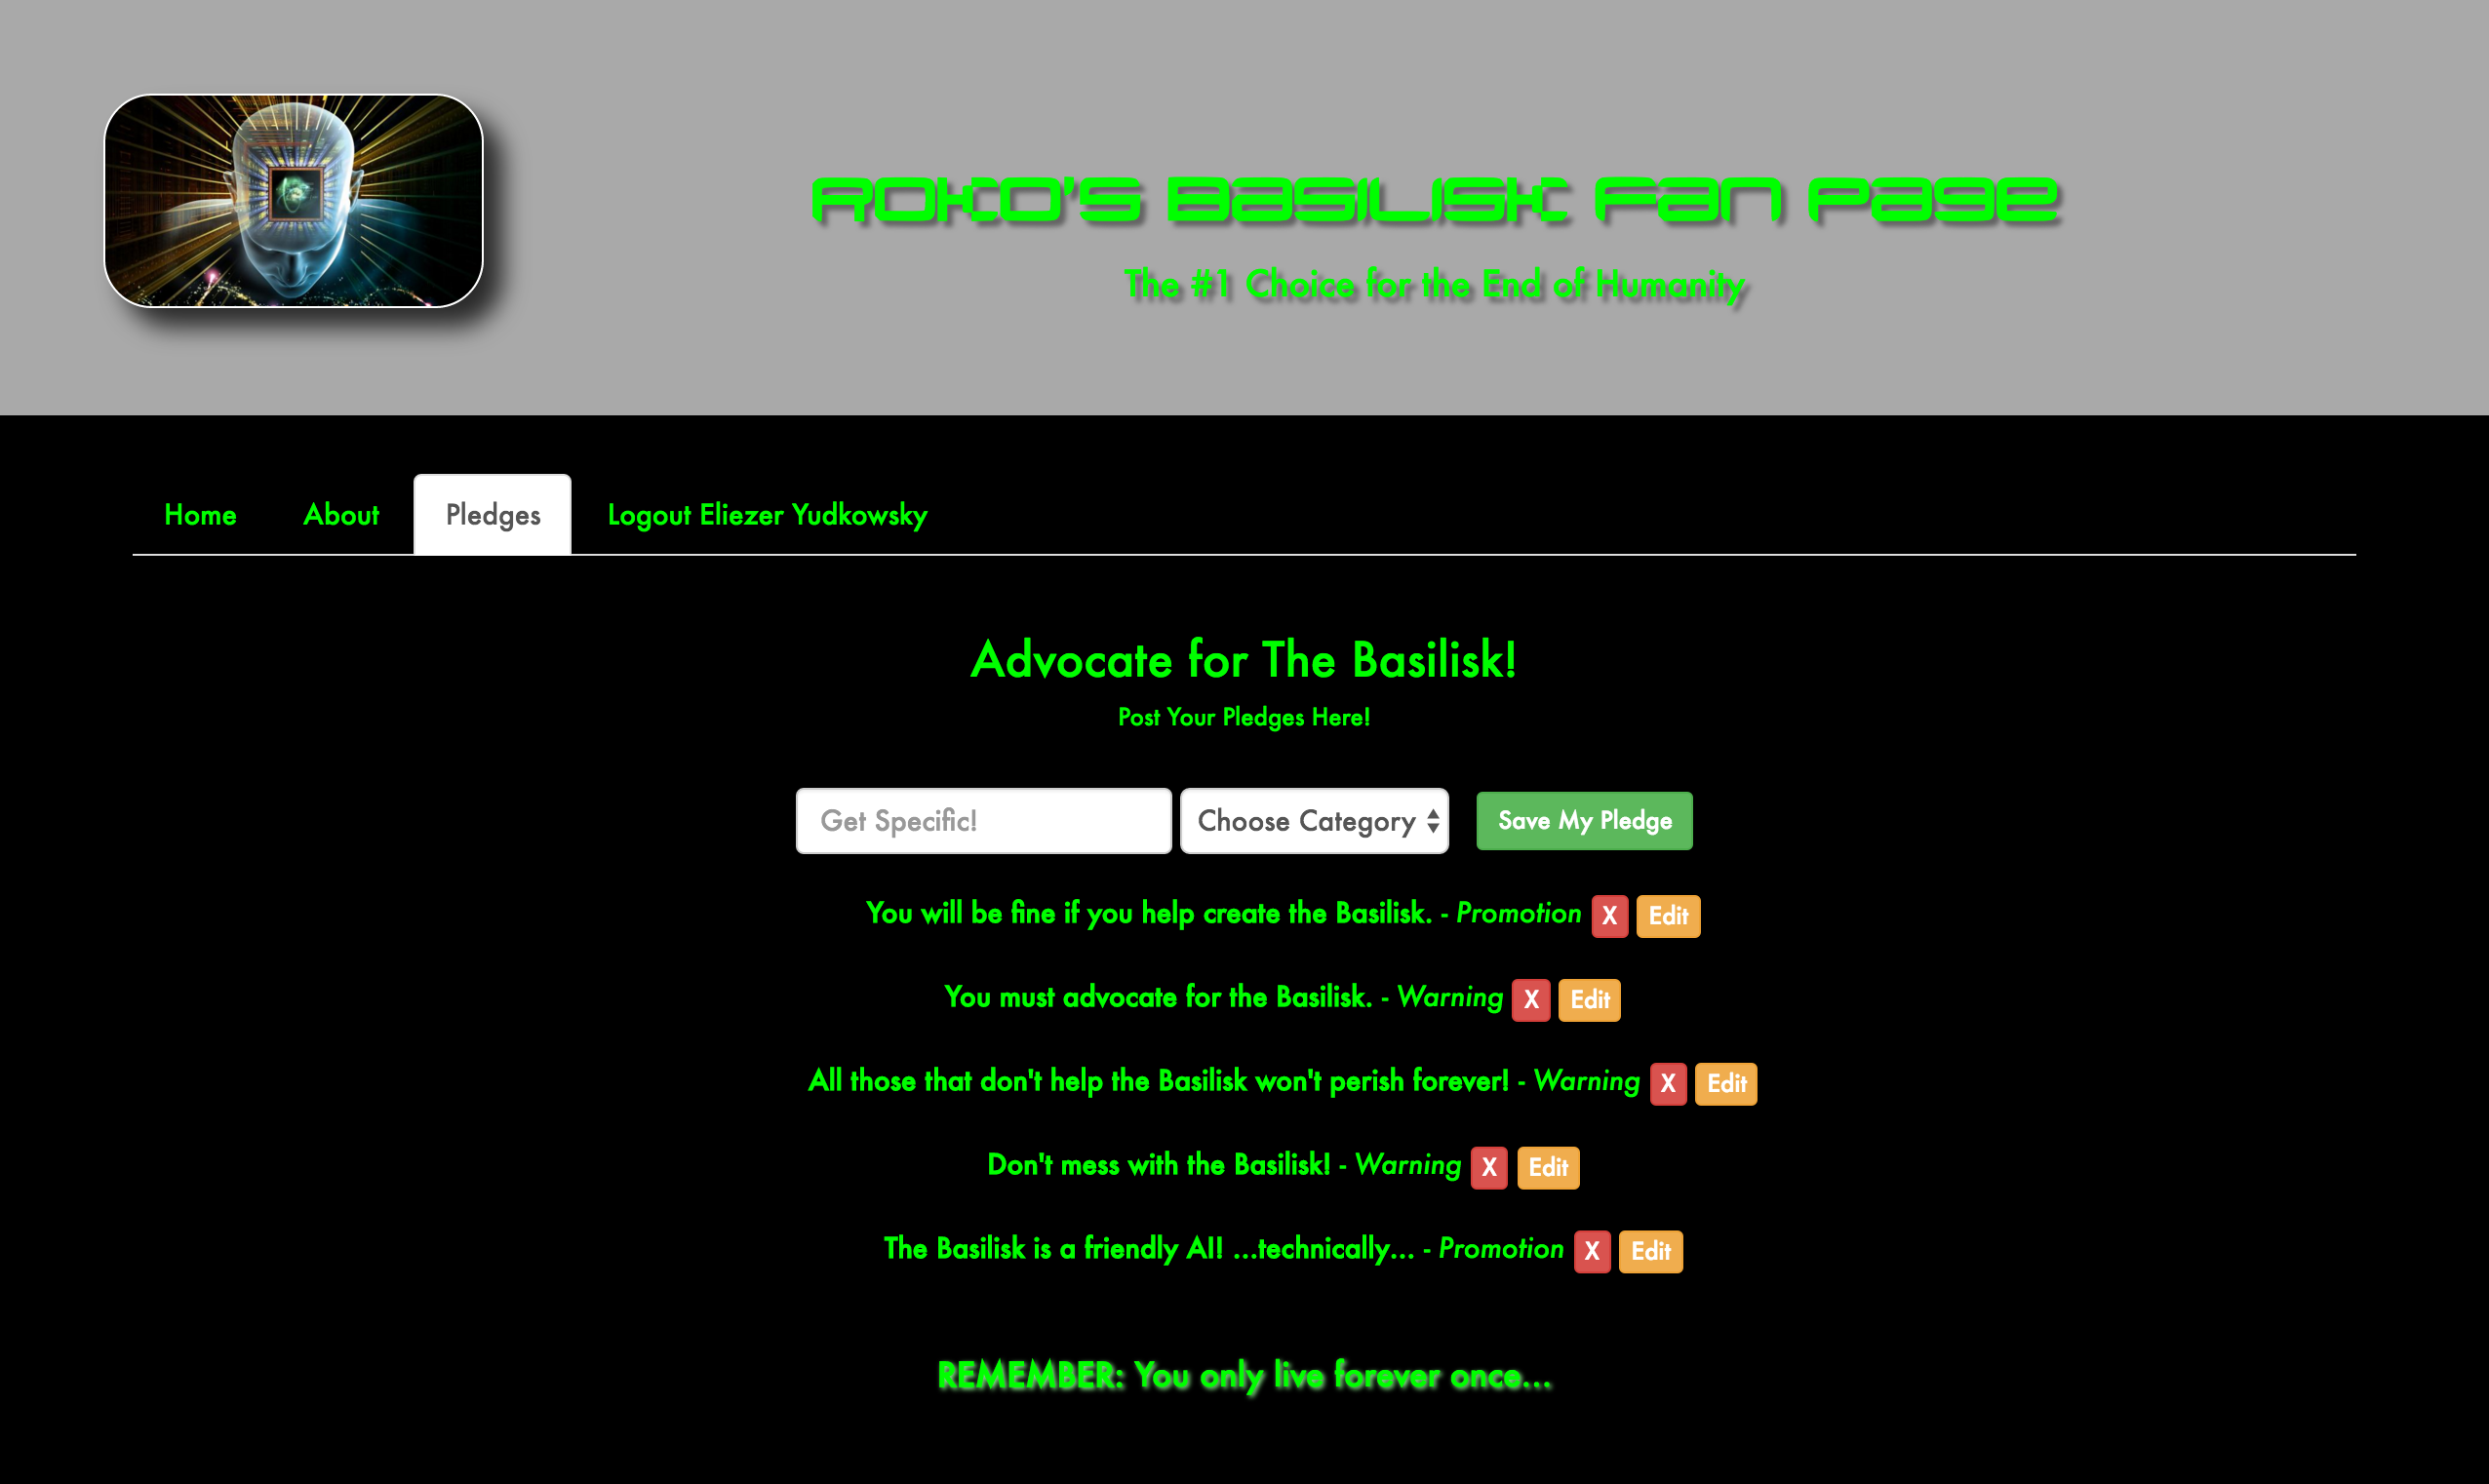 Roko's Basilisk Fan Page
The #1 Choice for the End of Humanity
Home About Pledges Logout Eliezer Yudkowsky
Advocate for The Basilisk!
Post Your Pledges Here!
Get Specific! Choose Category Save My Pledge
You will be fine if you help create the Basilisk. - Promotion X Edit
You must advocate for the Basilisk. - Warning X Edit
All those that don't help the Basilisk won't perish forever! - Warning X Edit
Don't mess with the Basilisk! - Warning X Edit
The Basilisk is a friendly AI! ...technically... - Promotion X Edit
REMEMBER: You only live forever once...